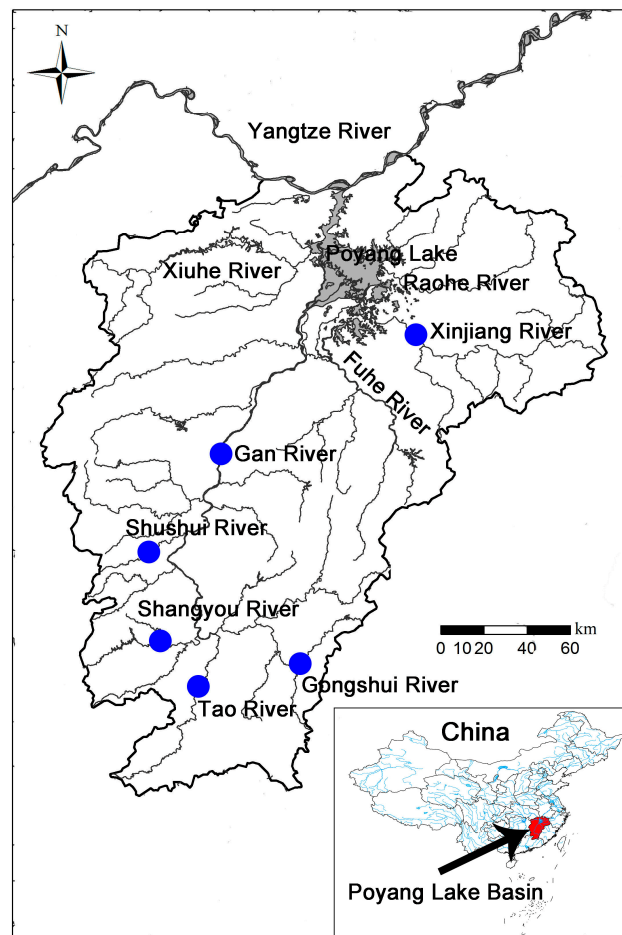 N
Yangtze River
Poyang Lake
Xiuhe River
Raohe River
Xinjiang River
Fuhe River
Gan River
Shushui River
Shangyou River
km
0 10 20 40 60
Gongshui River
Tao River
China
Poyang Lake Basin